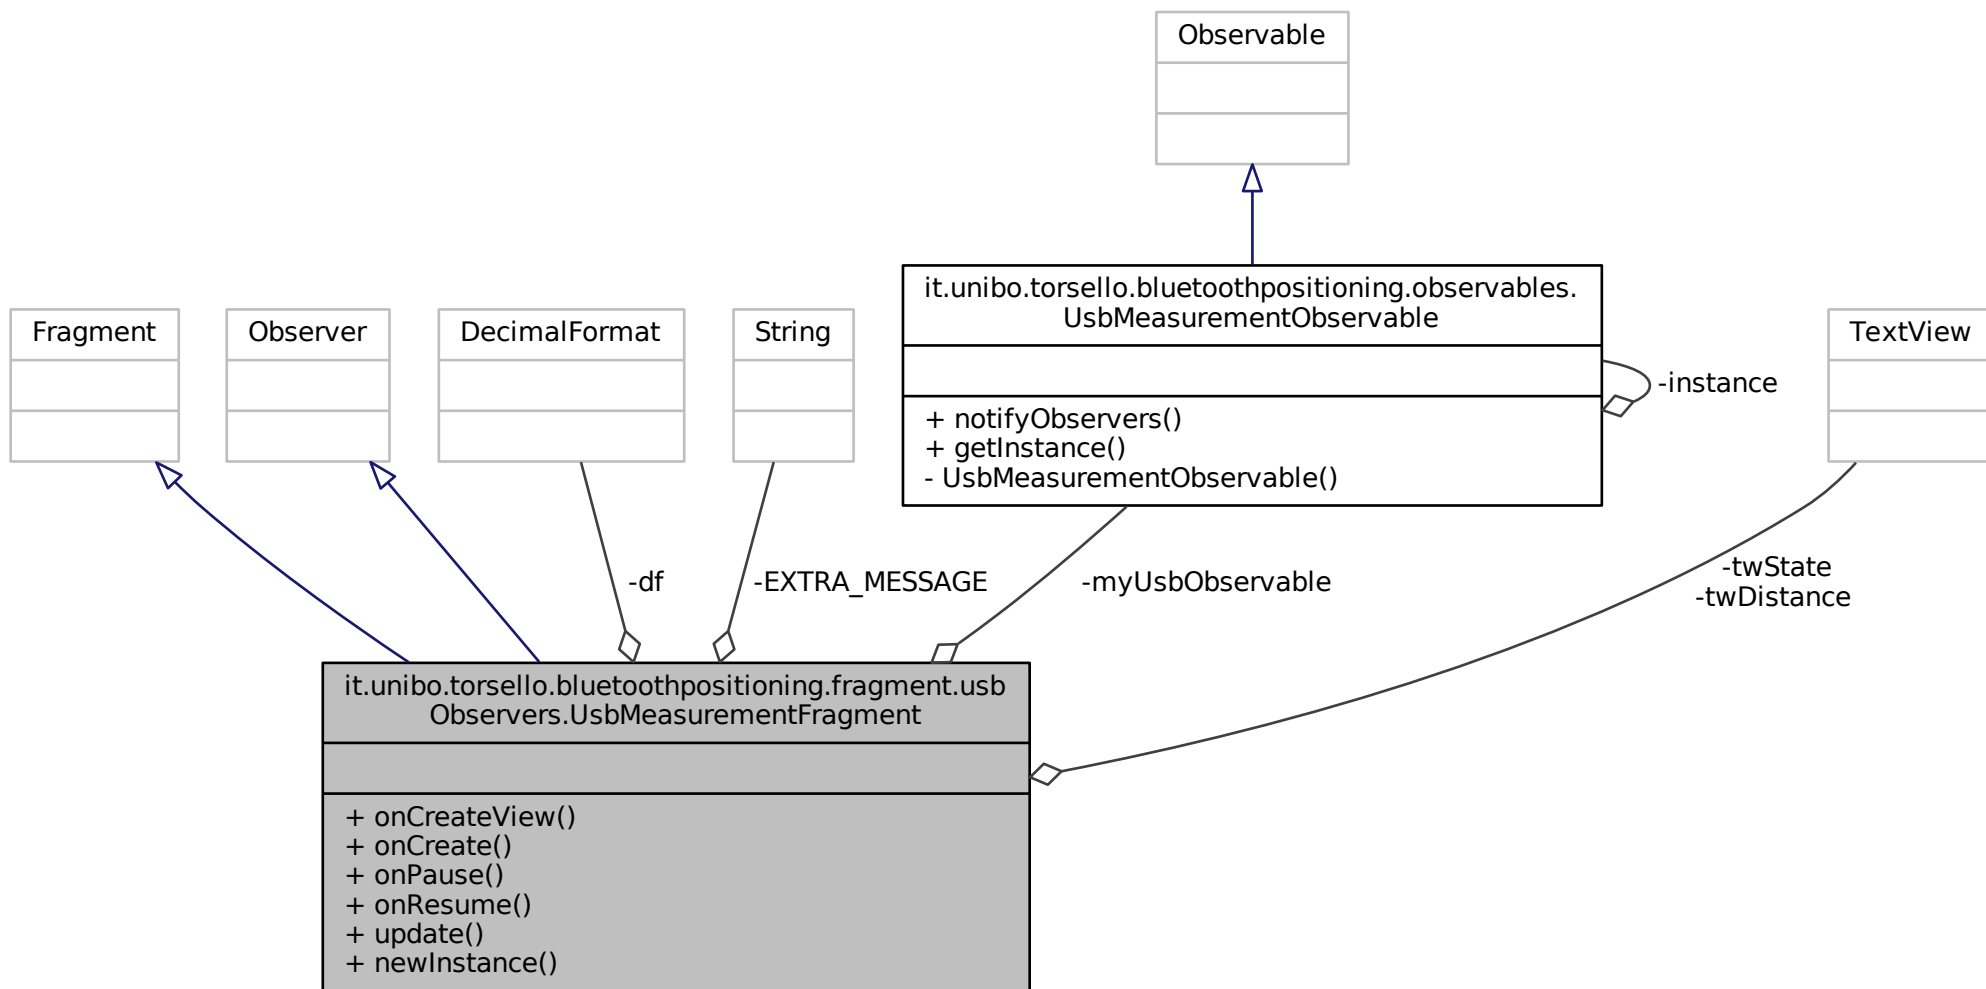 Observable
it.unibo.torsello.bluetoothpositioning.observables.
UsbMeasurementObservable
+ notifyObservers()
+ getInstance()
- UsbMeasurementObservable()
-instance
Fragment
Observer
DecimalFormat
String
TextView
-df
-EXTRA_MESSAGE
-myUsbObservable
-twState
-twDistance
it.unibo.torsello.bluetoothpositioning.fragment.usb
Observers.UsbMeasurementFragment
+ onCreateView()
+ onCreate()
+ onPause()
+ onResume()
+ update()
+ newInstance()